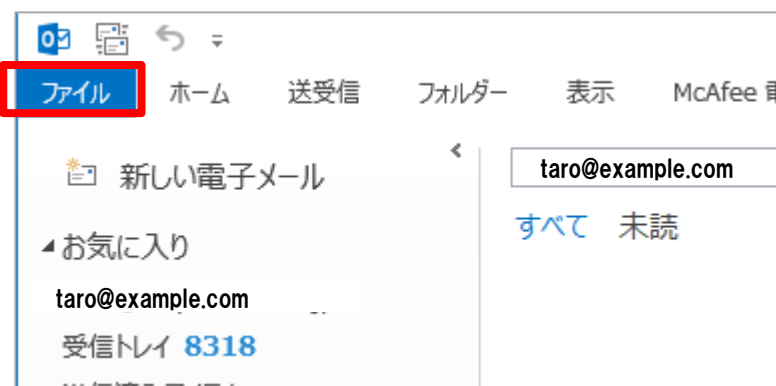 ファイル ホーム 送受信 フォルダー 表示 McAfee
新しい電子メール
taro@example.com
すべて 未読
お気に入り
taro@example.com
受信トレイ 8318